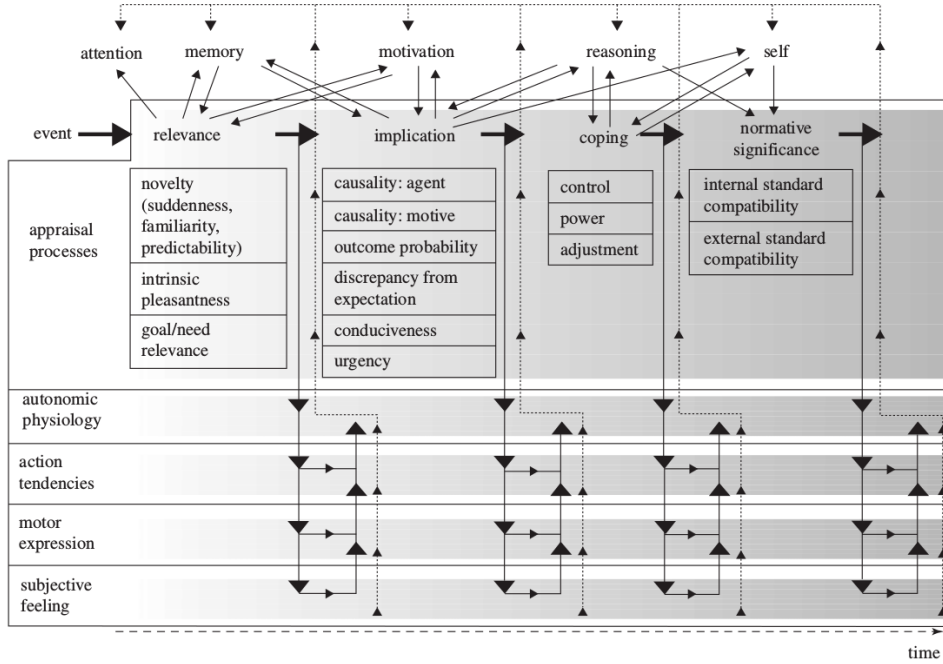 attention
memory
motivation
reasoning
self
event
relevance
implication
coping
normative
significance
appraisal
processes
novelty
(suddenness,
familiarity,
predictability)
intrinsic
pleasantness
goal/need
relevance
causality: agent
causality: motive
outcome probability
discrepancy from
expectation
conduciveness
urgency
control
power
adjustment
internal standard
compatibility
external standard
compatibility
autonomic
physiology
action
tendencies
motor
expression
subjective
feeling
time